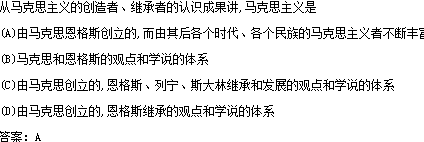 从马克思主义的创造者、继承者的认识成果讲,马克思主义是
(A)由马克思恩格斯创立的,而由其后各个时代、各个民族的马克思主义者不断丰富
(B)马克思和恩格斯的观点和学说的体系
(C)由马克思创立的,恩格斯、列宁、斯大林继承和发展的观点和学说的体系
(D)由马克思创立的,恩格斯继承的观点和学说的体系
答案: A